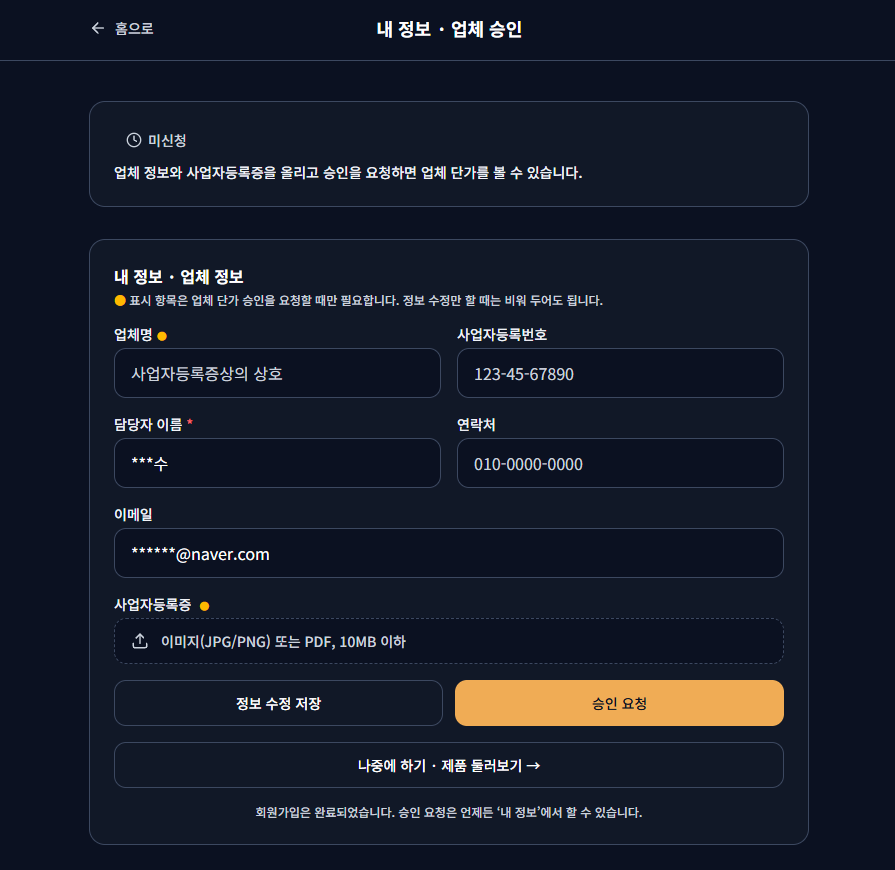 ← 홈으로
내 정보 · 업체 승인
미신청
업체 정보와 사업자등록증을 올리고 승인을 요청하면 업체 단가를 볼 수 있습니다.
내 정보 · 업체 정보
● 표시 항목은 업체 단가 승인을 요청할 때만 필요합니다. 정보 수정만 할 때는 비워 두어도 됩니다.
업체명 ●
사업자등록증상의 상호
사업자등록번호
123-45-67890
담당자 이름 *
***수
연락처
010-0000-0000
이메일
******@naver.com
사업자등록증 ●
이미지(JPG/PNG) 또는 PDF, 10MB 이하
정보 수정 저장
승인 요청
나중에 하기 · 제품 둘러보기 →
회원가입은 완료되었습니다. 승인 요청은 언제든 ‘내 정보’에서 할 수 있습니다.